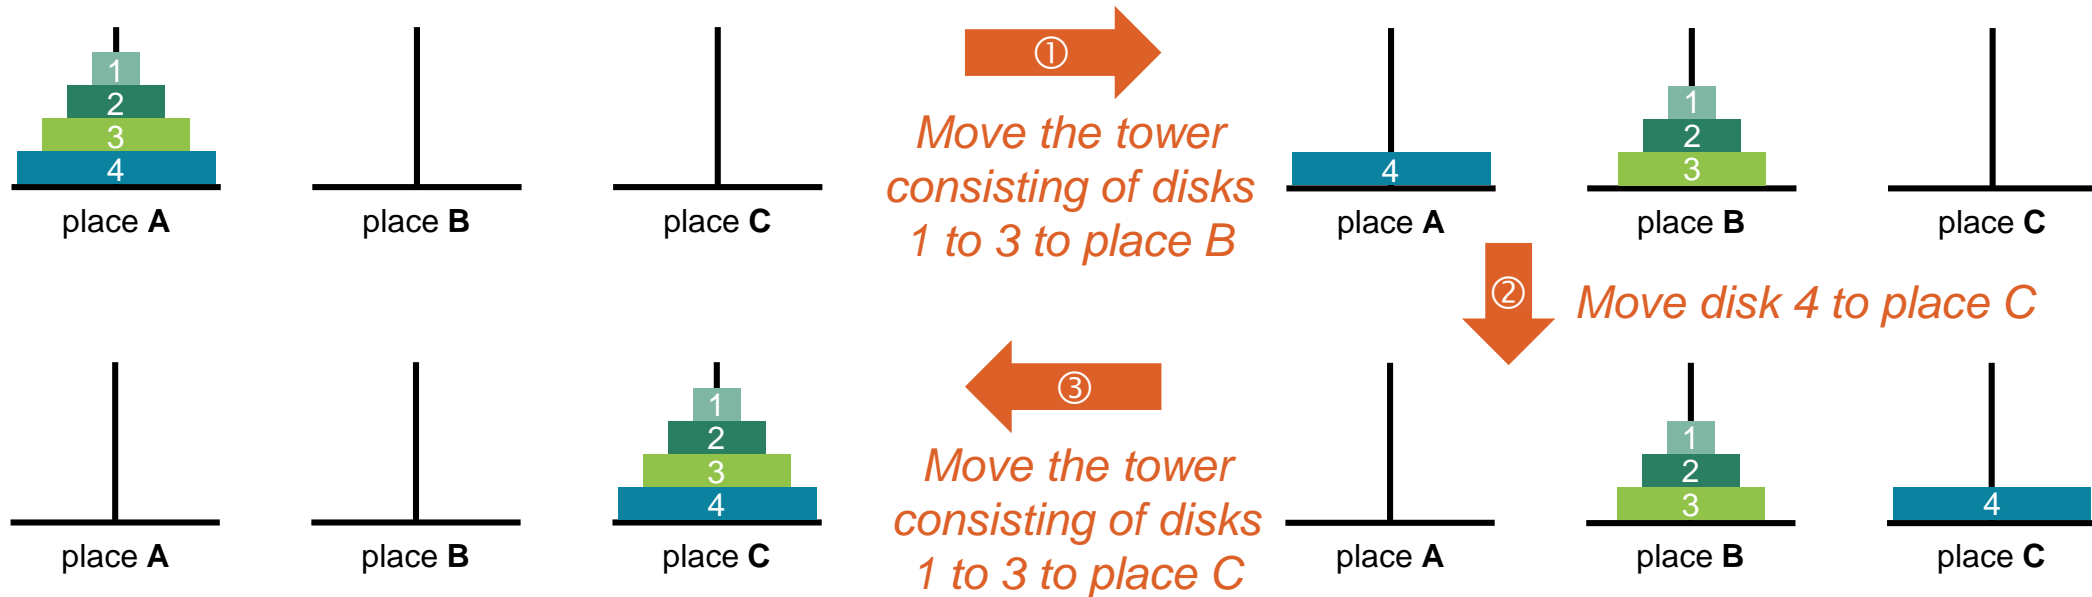 1
2
3
4
place A
place B
place C
①
Move the tower
consisting of disks
1 to 3 to place B
4
1
2
3
place A
place B
place C
②
Move disk 4 to place C
1
2
3
4
place A
place B
place C
③
Move the tower
consisting of disks
1 to 3 to place C
1
2
3
4
place A
place B
place C